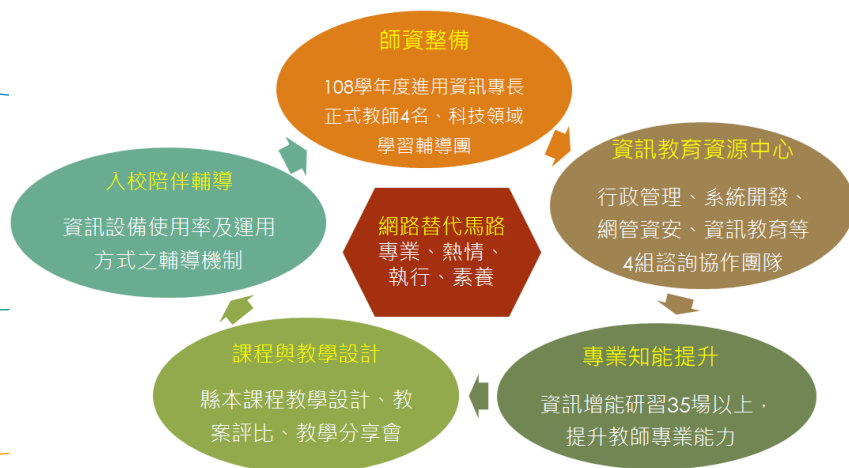 師資整備
108學年度進用資訊專長
正式教師4名、科技領域
學習輔導團
資訊教育資源中心
行政管理、系統開發、
網管資安、資訊教育等
4組諮詢協作團隊
專業知能提升
資訊增能研習35場以上，
提升教師專業能力
課程與教學設計
縣本課程教學設計、教
案評比、教學分享會
入校陪伴輔導
資訊設備使用率及運用
方式之輔導機制
網路替代馬路
專業、熱情、
執行、素養